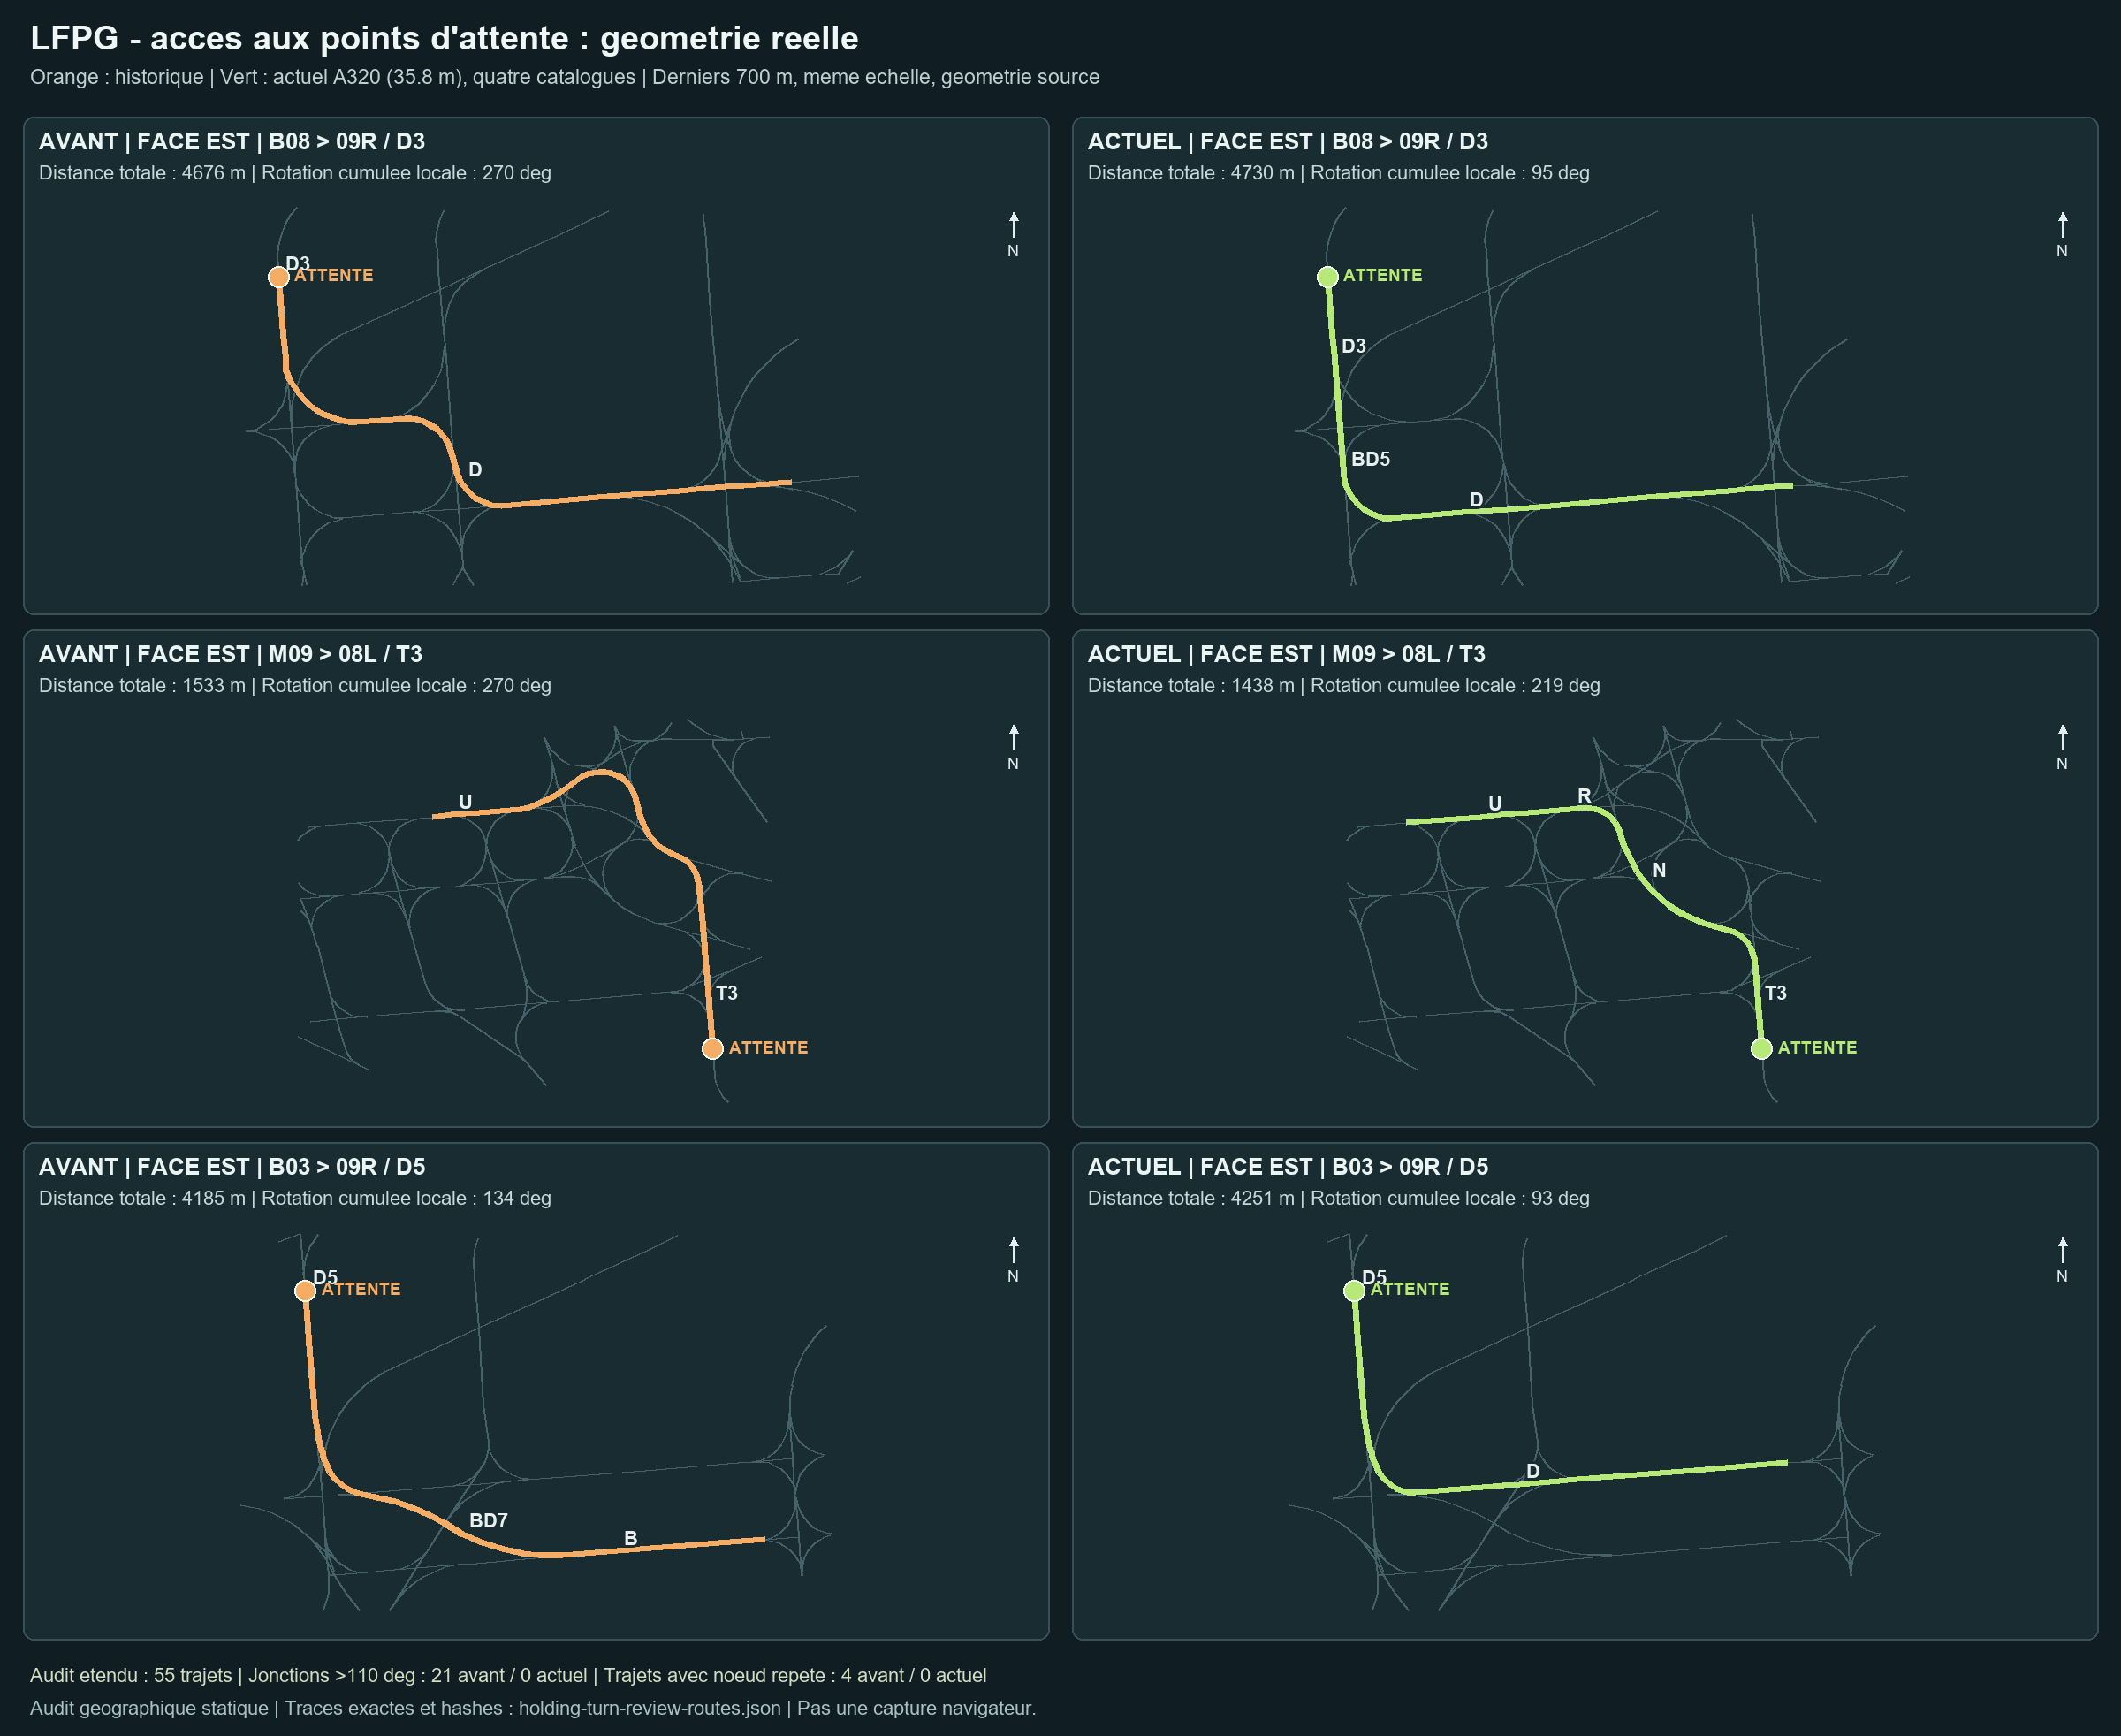 LFPG - acces aux points d'attente : geometrie reelle
Orange : historique | Vert : actuel A320 (35.8 m), quatre catalogues | Derniers 700 m, meme echelle, geometrie source
AVANT | FACE EST | B08 > 09R / D3
Distance totale : 4676 m | Rotation cumulee locale : 270 deg
N
D3
ATTENTE
D
ACTUEL | FACE EST | B08 > 09R / D3
Distance totale : 4730 m | Rotation cumulee locale : 95 deg
N
ATTENTE
D3
BD5
D
AVANT | FACE EST | M09 > 08L / T3
Distance totale : 1533 m | Rotation cumulee locale : 270 deg
N
U
T3
ATTENTE
ACTUEL | FACE EST | M09 > 08L / T3
Distance totale : 1438 m | Rotation cumulee locale : 219 deg
N
U
R
N
T3
ATTENTE
AVANT | FACE EST | B03 > 09R / D5
Distance totale : 4185 m | Rotation cumulee locale : 134 deg
N
D5
ATTENTE
BD7
B
ACTUEL | FACE EST | B03 > 09R / D5
Distance totale : 4251 m | Rotation cumulee locale : 93 deg
N
D5
ATTENTE
D
Audit etendu : 55 trajets | Jonctions >110 deg : 21 avant / 0 actuel | Trajets avec noeud repete : 4 avant / 0 actuel
Audit geographique statique | Traces exactes et hashes : holding-turn-review-routes.json | Pas une capture navigateur.